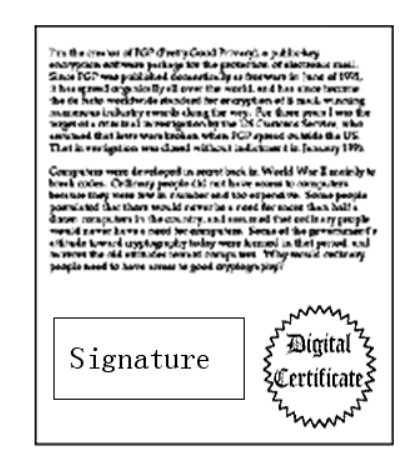 I'm the creator of PGP (Pretty Good Privacy), a public-key
encryption software package for the protection of electronic mail.
Since PGP was published domestically as freeware in June of 1991,
it has spread organically all over the world, and has since become
the de facto worldwide standard for encryption of E-mail, winning
numerous industry awards along the way. For three years I was the
target of a criminal investigation by the US Customs Service, who
assumed that laws were broken when PGP spread outside the US.
That investigation was closed without indictment in January 1996.
Computers were developed in secret back in World War II mainly to
break codes. Ordinary people did not have access to computers
because they were few in number and too expensive. Some people
postulated that there would never be a need for more than half a
dozen computers in the country, and assumed that ordinary people
would never have a need for computers. Some of the government's
attitude toward cryptography today were formed in that period, and
mirrors the old attitudes toward computers. Why would ordinary
people need to have access to good cryptography?
Signature
Digital
Certificate